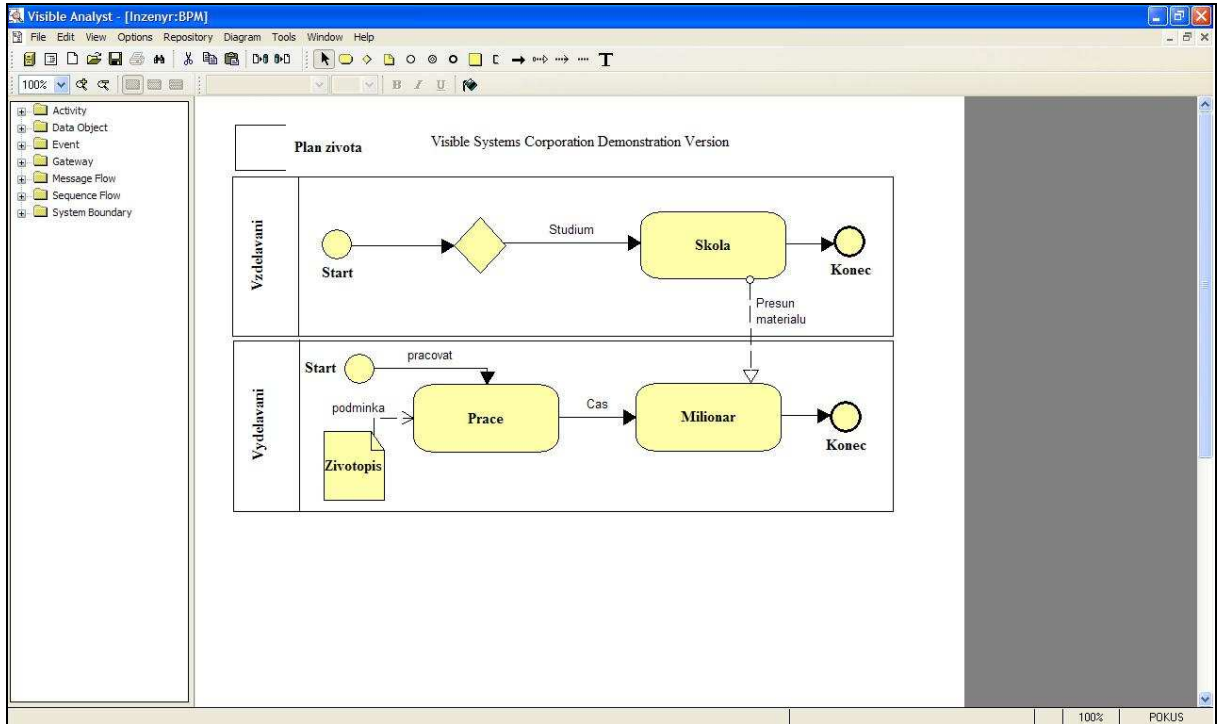 Visible Analyst - [Inzenyr:BPM]
File Edit View Options Repository Diagram Tools Window Help
T
100% B I U
Activity
Data Object
Event
Gateway
Message Flow
Sequence Flow
System Boundary
Plan zivota
Visible Systems Corporation Demonstration Version
Vzdelavani
Start
Studium
Skola
Konec
Presun
materialu
Vydelavani
Start
pracovat
podminka
Zivotopis
Prace
Cas
Milionar
Konec
100% POKUS